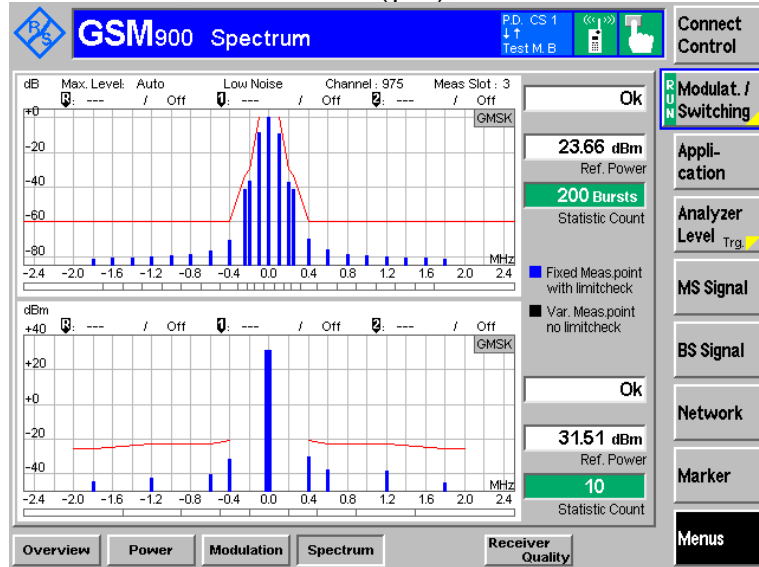 R/S
GSM900 Spectrum
P.D. CS 1
↓↑
Test M. B
Connect
Control
dB Max. Level: Auto Low Noise Channel : 975 Meas Slot : 3
R: --- / Off 1: --- / Off 2: --- / Off
GMSK
+0
-20
-40
-60
-80
MHz
-2.4 -2.0 -1.6 -1.2 -0.8 -0.4 0.0 0.4 0.8 1.2 1.6 2.0 2.4
Ok
23.66 dBm
Ref. Power
200 Bursts
Statistic Count
Fixed Meas.point
with limitcheck
Var. Meas.point
no limitcheck
dBm
R: --- / Off 1: --- / Off 2: --- / Off
GMSK
+40
+20
+0
-20
-40
MHz
-2.4 -2.0 -1.6 -1.2 -0.8 -0.4 0.0 0.4 0.8 1.2 1.6 2.0 2.4
Ok
31.51 dBm
Ref. Power
10
Statistic Count
RUN
Modulat. /
Switching
Appli-
cation
Analyzer
Level Trg.
MS Signal
BS Signal
Network
Marker
Menus
Overview Power Modulation Spectrum Receiver
Quality